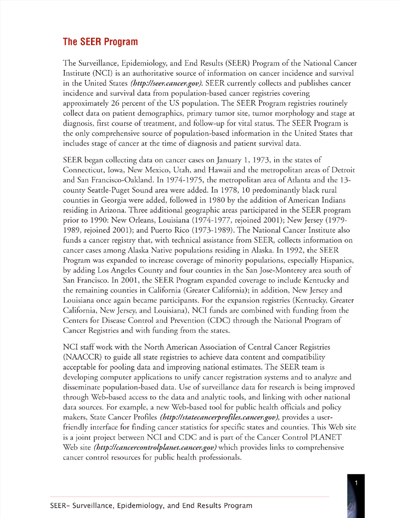 The SEER Program
The Surveillance, Epidemiology, and End Results (SEER) Program of the National Cancer
Institute (NCI) is an authoritative source of information on cancer incidence and survival
in the United States (http://seer.cancer.gov). SEER currently collects and publishes cancer
incidence and survival data from population-based cancer registries covering
approximately 26 percent of the US population. The SEER Program registries routinely
collect data on patient demographics, primary tumor site, tumor morphology and stage at
diagnosis, first course of treatment, and follow-up for vital status. The SEER Program is
the only comprehensive source of population-based information in the United States that
includes stage of cancer at the time of diagnosis and patient survival data.
SEER began collecting data on cancer cases on January 1, 1973, in the states of
Connecticut, Iowa, New Mexico, Utah, and Hawaii and the metropolitan areas of Detroit
and San Francisco-Oakland. In 1974-1975, the metropolitan area of Atlanta and the 13-
county Seattle-Puget Sound area were added. In 1978, 10 predominantly black rural
counties in Georgia were added, followed in 1980 by the addition of American Indians
residing in Arizona. Three additional geographic areas participated in the SEER program
prior to 1990: New Orleans, Louisiana (1974-1977, rejoined 2001); New Jersey (1979-
1989, rejoined 2001); and Puerto Rico (1973-1989). The National Cancer Institute also
funds a cancer registry that, with technical assistance from SEER, collects information on
cancer cases among Alaska Native populations residing in Alaska. In 1992, the SEER
Program was expanded to increase coverage of minority populations, especially Hispanics,
by adding Los Angeles County and four counties in the San Jose-Monterey area south of
San Francisco. In 2001, the SEER Program expanded coverage to include Kentucky and
the remaining counties in California (Greater California); in addition, New Jersey and
Louisiana once again became participants. For the expansion registries (Kentucky, Greater
California, New Jersey, and Louisiana), NCI funds are combined with funding from the
Centers for Disease Control and Prevention (CDC) through the National Program of
Cancer Registries and with funding from the states.
NCI staff work with the North American Association of Central Cancer Registries
(NAACCR) to guide all state registries to achieve data content and compatibility
acceptable for pooling data and improving national estimates. The SEER team is
developing computer applications to unify cancer registration systems and to analyze and
disseminate population-based data. Use of surveillance data for research is being improved
through Web-based access to the data and analytic tools, and linking with other national
data sources. For example, a new Web-based tool for public health officials and policy
makers, State Cancer Profiles (http://statecancerprofiles.cancer.gov), provides a user-
friendly interface for finding cancer statistics for specific states and counties. This Web site
is a joint project between NCI and CDC and is part of the Cancer Control PLANET
Web site (http://cancercontrolplanet.cancer.gov) which provides links to comprehensive
cancer control resources for public health professionals.
1
SEER– Surveillance, Epidemiology, and End Results Program